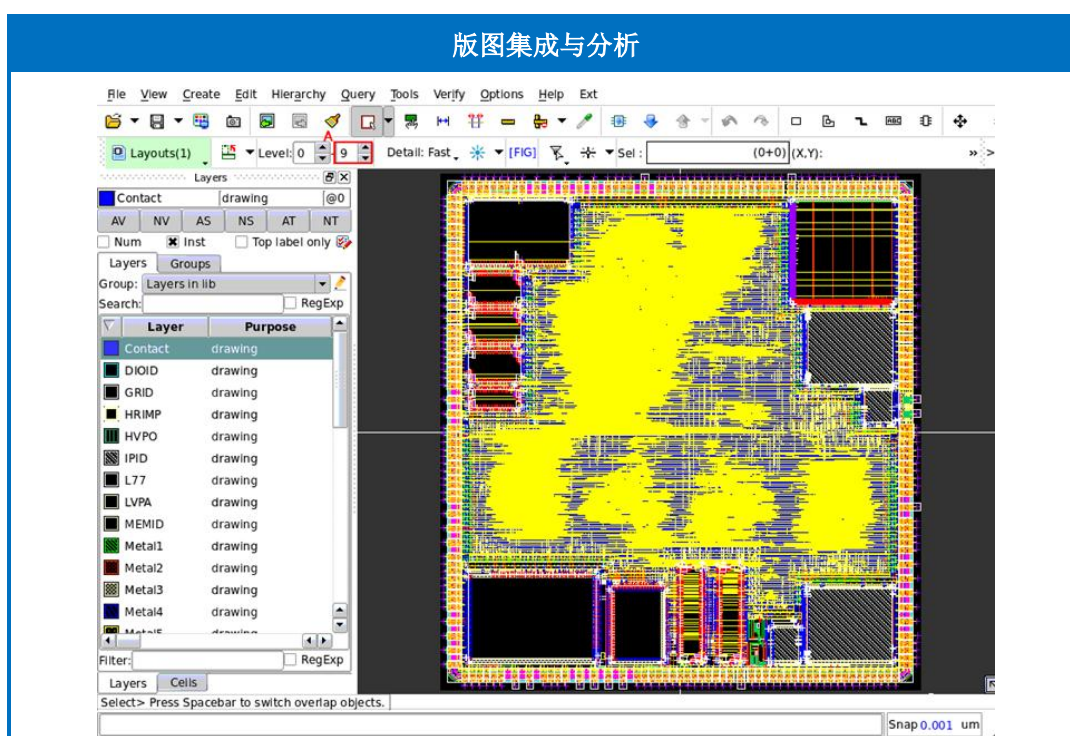 版图集成与分析
File View Create Edit Hierarchy Query Tools Verify Options Help Ext
A
Layouts(1) Level: 0 9 Detail: Fast [FIG] Sel : (0+0) (X,Y): » >
Layers
Contact drawing @0
AV NV AS NS AT NT
Num Inst Top label only
Layers Groups
Group: Layers in lib
Search: RegExp
Layer Purpose
Contact drawing
DIOID drawing
GRID drawing
HRIMP drawing
HVPO drawing
IPID drawing
L77 drawing
LVPA drawing
MEMID drawing
Metal1 drawing
Metal2 drawing
Metal3 drawing
Metal4 drawing
Metal5 drawing
Filter: RegExp
Layers Cells
Select> Press Spacebar to switch overlap objects.
Snap 0.001 um